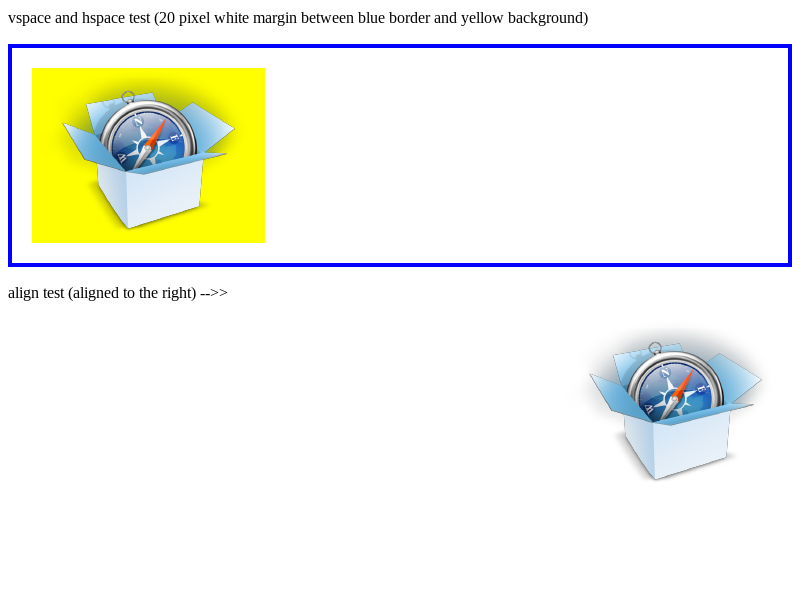 vspace and hspace test (20 pixel white margin between blue border and yellow background)
N
E
W
align test (aligned to the right) -->>
N
E
W